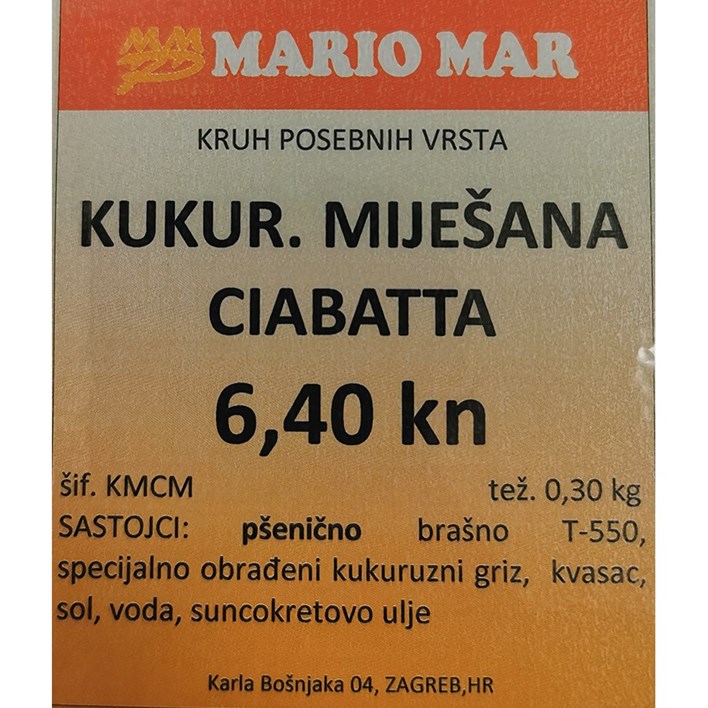 MARIO MAR
KRUH POSEBNIH VRSTA
KUKUR. MIJEŠANA
CIABATTA
6,40 kn
šif. KMCM tež. 0,30 kg
SASTOJCI: pšenično brašno T-550,
specijalno obrađeni kukuruzni griz, kvasac,
sol, voda, suncokretovo ulje
Karla Bošnjaka 04, ZAGREB,HR